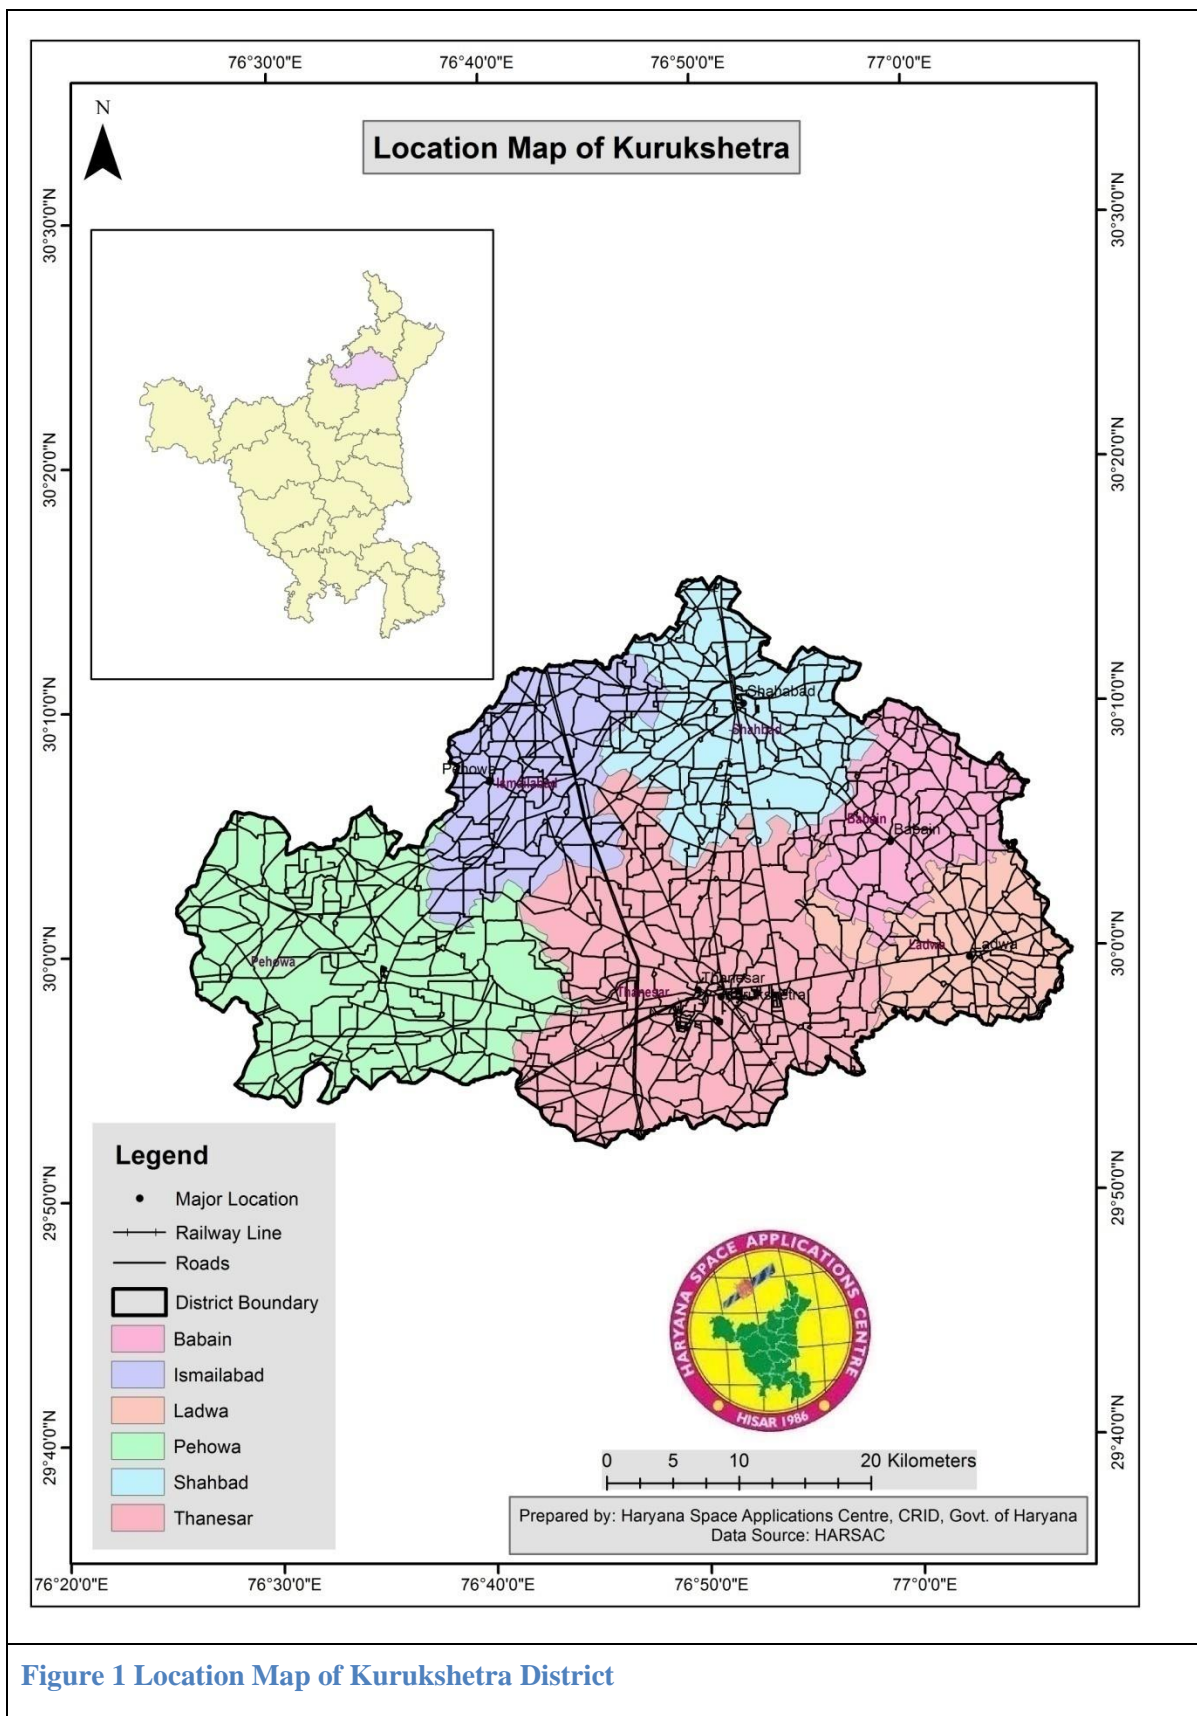 76°30'0"E 76°40'0"E 76°50'0"E 77°0'0"E
N
Location Map of Kurukshetra
30°30'0"N 30°30'0"N
30°20'0"N 30°20'0"N
30°10'0"N 30°10'0"N
Shahabad
Shahbad
Pehowa
Ismailabad
Babain
Babain
Ladwa
Pehowa
30°0'0"N 30°0'0"N
Thanesar
Thanesar
Legend
Major Location
Railway Line
Roads
District Boundary
Babain
Ismailabad
Ladwa
Pehowa
Shahbad
Thanesar
29°50'0"N 29°50'0"N
29°40'0"N 29°40'0"N
HARYANA SPACE APPLICATIONS CENTRE
HISAR 1986
0 5 10 20 Kilometers
Prepared by: Haryana Space Applications Centre, CRID, Govt. of Haryana
Data Source: HARSAC
76°20'0"E 76°30'0"E 76°40'0"E 76°50'0"E 77°0'0"E
Figure 1 Location Map of Kurukshetra District